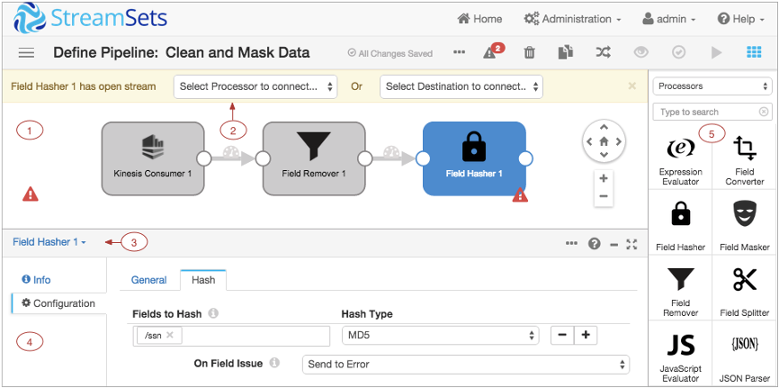 StreamSets
Home
Administration
admin
Help
Define Pipeline: Clean and Mask Data
All Changes Saved
2
Field Hasher 1 has open stream
Select Processor to connect...
Or
Select Destination to connect..
Processors
Type to search
1
2
5
Kinesis Consumer 1
Field Remover 1
Field Hasher 1
Expression
Evaluator
Field
Converter
Field Hasher
Field Masker
Field
Remover
Field Splitter
JS
JavaScript
Evaluator
{JSON}
JSON Parser
Field Hasher 1
3
Info
Configuration
4
General
Hash
Fields to Hash
Hash Type
/ssn
MD5
On Field Issue
Send to Error